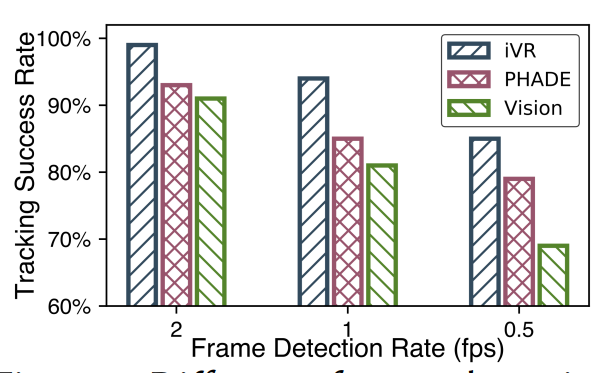 Tracking Success Rate
100%
90%
80%
70%
60%
iVR
PHADE
Vision
2 1 0.5
Frame Detection Rate (fps)